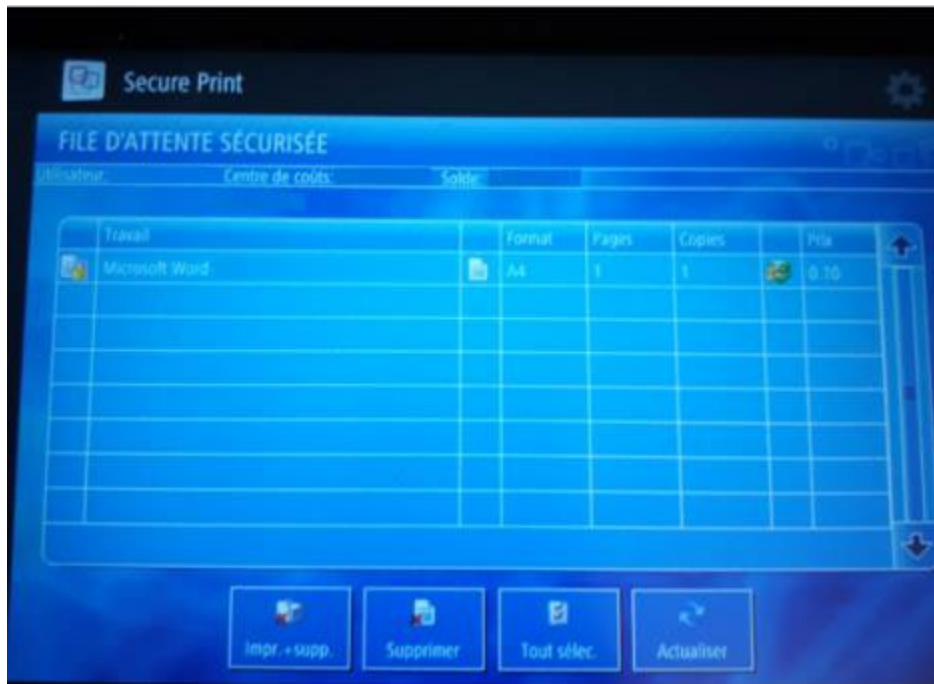 Secure Print
FILE D'ATTENTE SÉCURISÉE
Utilisateur: Centre de coûts: Solde:
Travail Format Pages Copies Prix
Microsoft Word A4 1 1 0.10
Impr.+supp. Supprimer Tout sélec. Actualiser